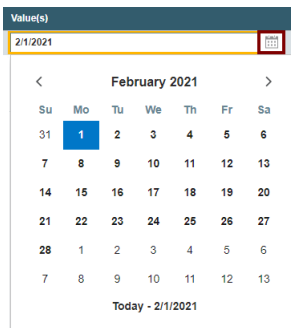 Value(s)
2/1/2021
< February 2021 >
Su Mo Tu We Th Fr Sa
31 1 2 3 4 5 6
7 8 9 10 11 12 13
14 15 16 17 18 19 20
21 22 23 24 25 26 27
28 1 2 3 4 5 6
7 8 9 10 11 12 13
Today - 2/1/2021